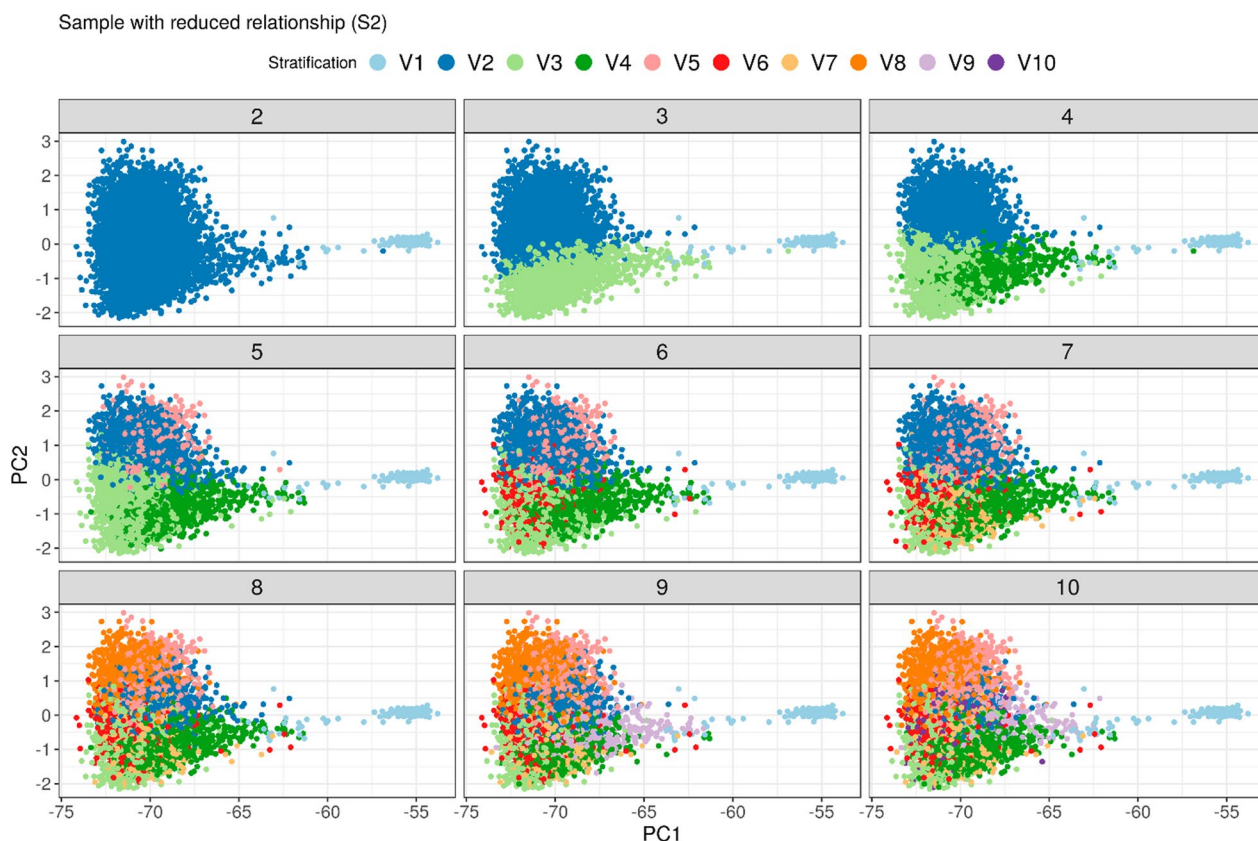 Sample with reduced relationship (S2)
Stratification V1 V2 V3 V4 V5 V6 V7 V8 V9 V10
2 3 4
3
2
1
0
-1
-2
5 6 7
3
2
1
0
-1
-2
PC2
8 9 10
3
2
1
0
-1
-2
-75 -70 -65 -60 -55 -75 -70 -65 -60 -55 -75 -70 -65 -60 -55
PC1